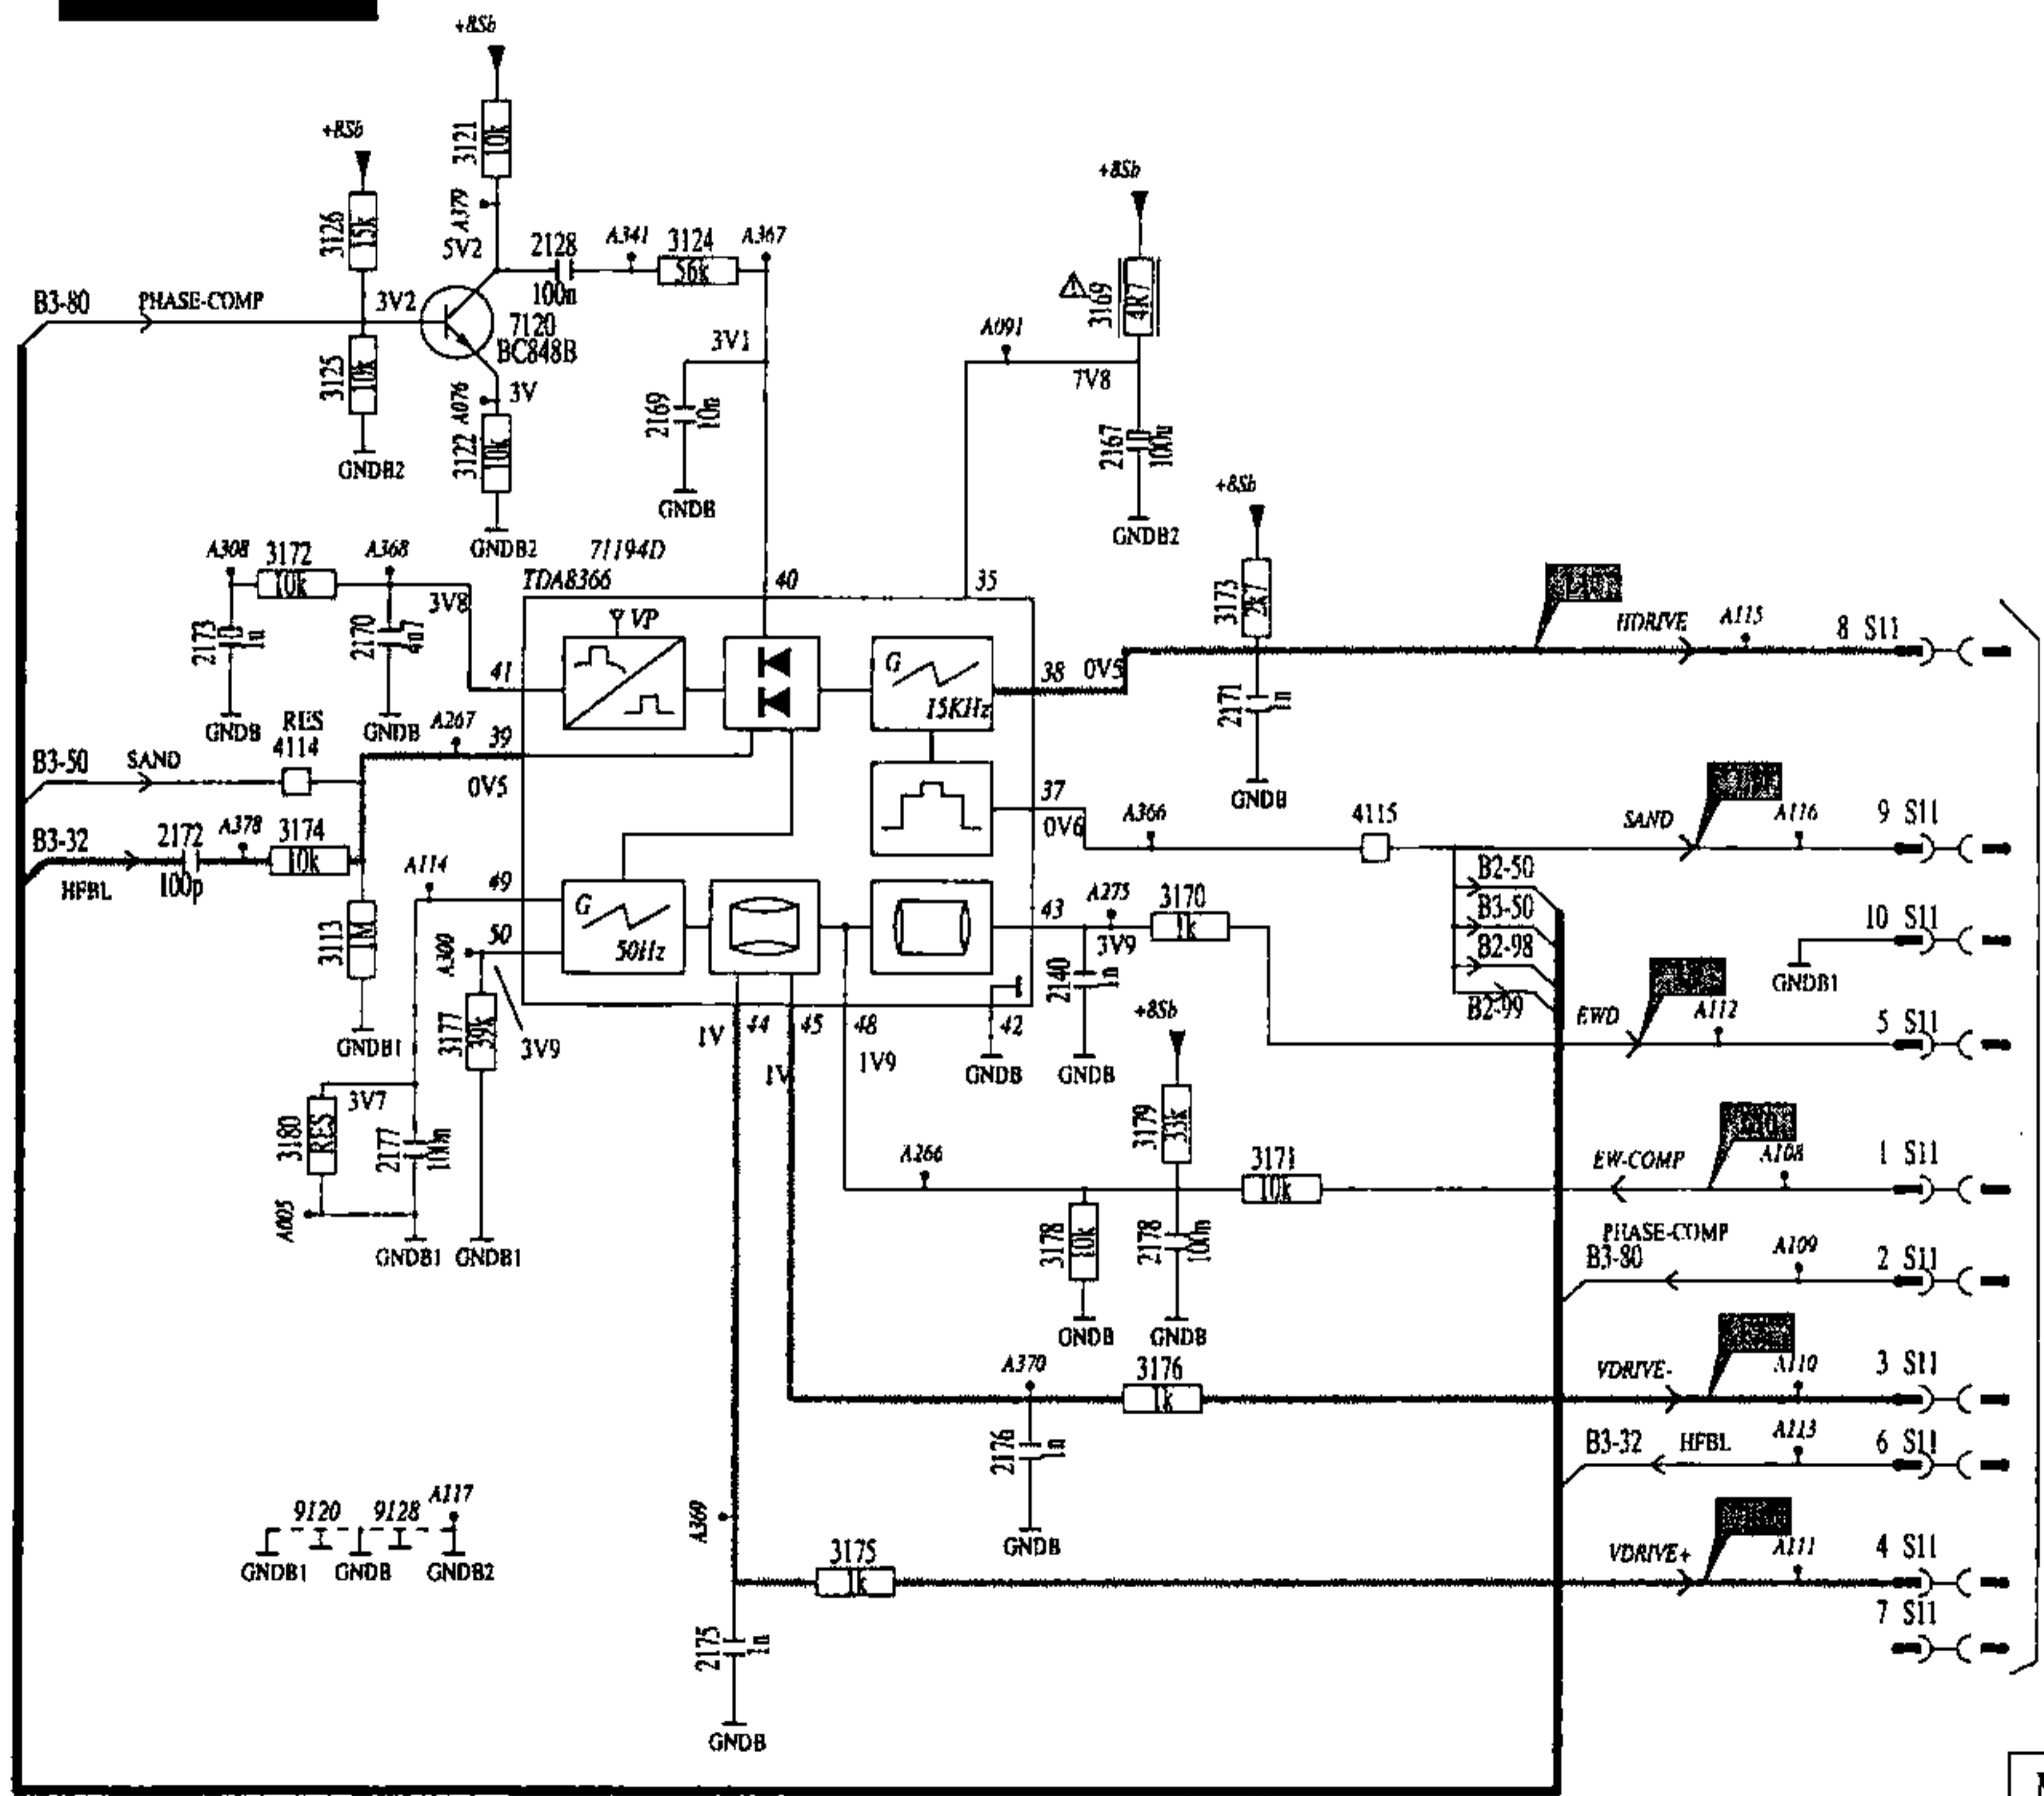 +8Sb
+8Sb
3121
10k
3126
15k
A379
5V2
2128
100n
A341
3124
56k
A367
+8Sb
3169
4R7
B3-80
PHASE-COMP
3V2
7120
BC848B
3V1
A091
7V8
3125
10k
A076
3V
3122
10k
2169
10n
2167
100u
GNDB2
GNDB
GNDB2
+8Sb
A308
3172
10k
A368
GNDB2
71194D
TDA8366
40
35
3V8
VP
3173
2k7
2173
1u
2170
4n7
41
G
15KHz
38
0V5
HDRIVE
A115
8 S11
2171
1n
GNDB
RES
4114
GNDB
A267
39
0V5
B3-50
SAND
37
0V6
A366
GNDB
4115
SAND
A116
9 S11
B3-32
HFBL
2172
100p
A378
3174
10k
A114
49
B2-50
B3-50
B2-98
B2-99
3113
1M
A300
50
G
50Hz
43
A275
3V9
3170
1k
10 S11
GNDB1
GNDB1
3177
39k
3V9
1V
44
45
48
42
1V
1V9
GNDB
2140
1n
GNDB
+8Sb
EWD
A112
5 S11
3180
RES
3V7
2177
100n
A005
GNDB1
GNDB1
A266
3179
33k
3171
10k
EW-COMP
A108
1 S11
3178
10k
2178
100n
GNDB
GNDB
PHASE-COMP
B3-80
A109
2 S11
A370
3176
1k
VDRIVE-
A110
3 S11
2176
1n
GNDB
B3-32
HFBL
A113
6 S11
9120
9128
A117
GNDB1
GNDB
GNDB2
A369
3175
1k
VDRIVE+
A111
4 S11
7 S11
2175
1n
GNDB